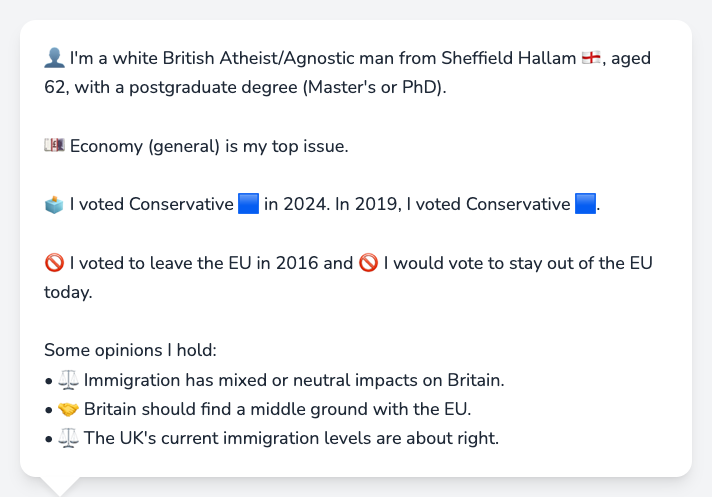 👤 I'm a white British Atheist/Agnostic man from Sheffield Hallam 🏴󠁧󠁢󠁥󠁮󠁧󠁿, aged
62, with a postgraduate degree (Master's or PhD).
💷 Economy (general) is my top issue.
🗳️ I voted Conservative 🟦 in 2024. In 2019, I voted Conservative 🟦.
🚫 I voted to leave the EU in 2016 and 🚫 I would vote to stay out of the EU
today.
Some opinions I hold:
• ⚖️ Immigration has mixed or neutral impacts on Britain.
• 🤝 Britain should find a middle ground with the EU.
• ⚖️ The UK's current immigration levels are about right.